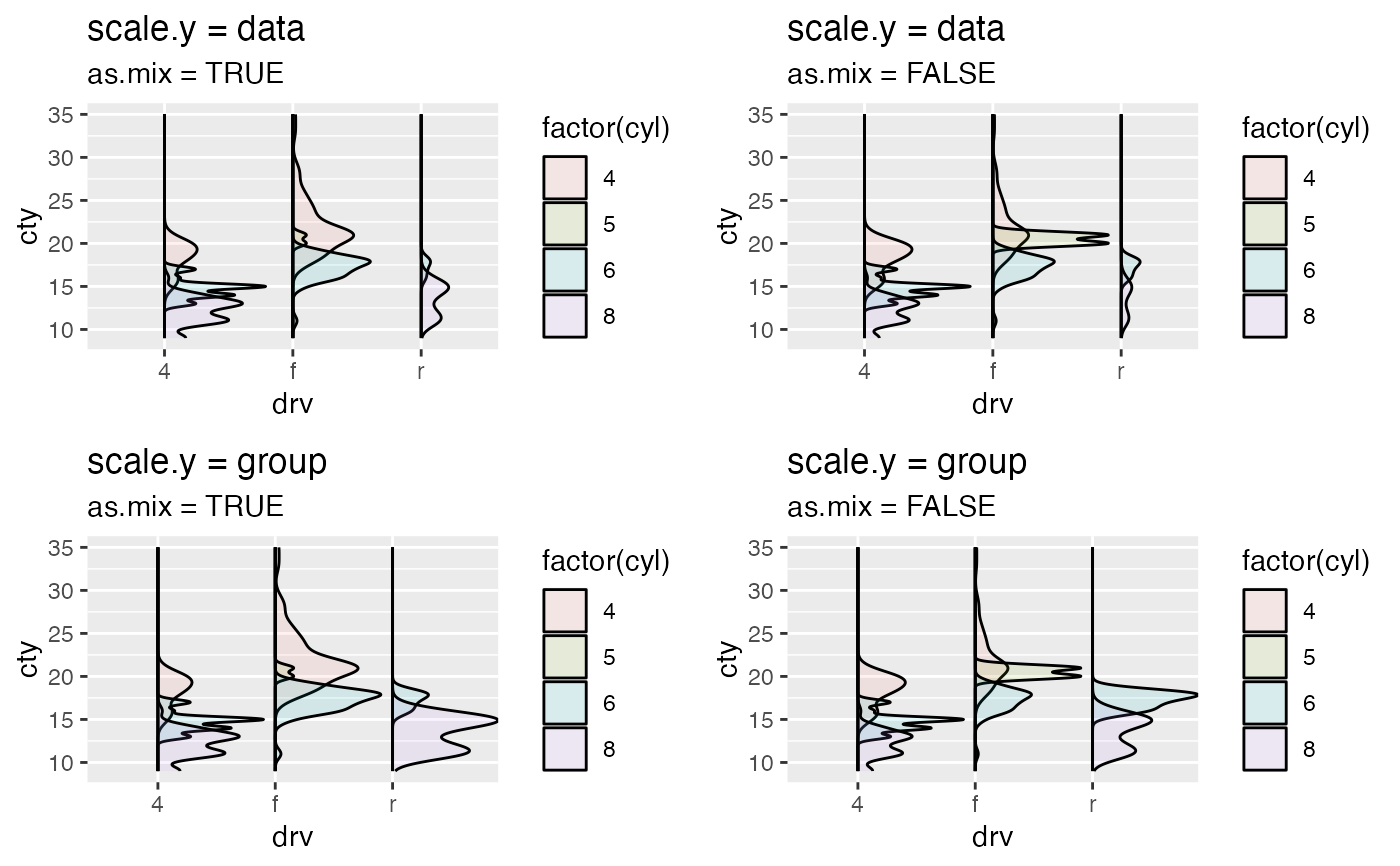 scale.y = data
as.mix = TRUE
35
30
25
20
15
10
cty
4 f r
drv
factor(cyl)
4
5
6
8
scale.y = data
as.mix = FALSE
35
30
25
20
15
10
cty
4 f r
drv
factor(cyl)
4
5
6
8
scale.y = group
as.mix = TRUE
35
30
25
20
15
10
cty
4 f r
drv
factor(cyl)
4
5
6
8
scale.y = group
as.mix = FALSE
35
30
25
20
15
10
cty
4 f r
drv
factor(cyl)
4
5
6
8